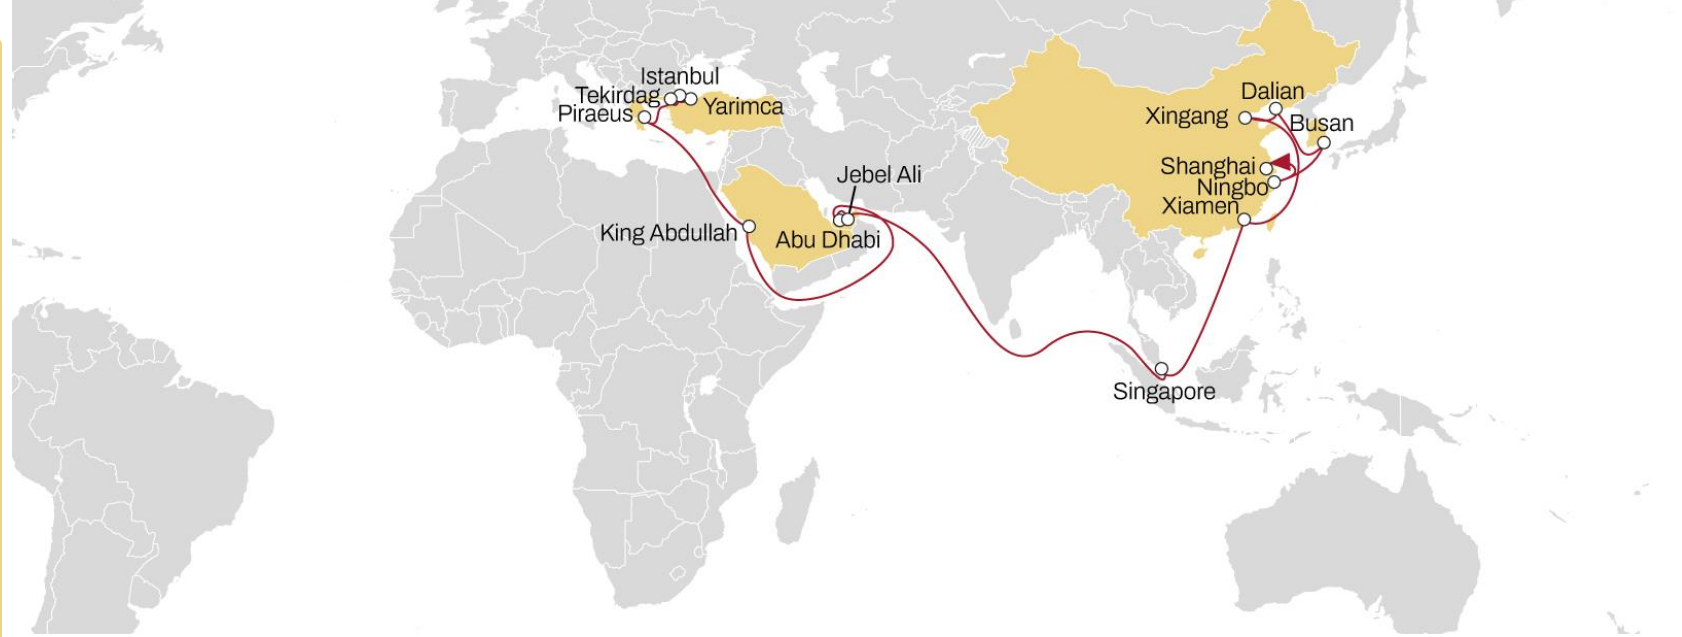 Istanbul
Tekirdag
Yarimca
Piraeus
Dalian
Xingang
Busan
Shanghai
Jebel Ali
Ningbo
Xiamen
King Abdullah
Abu Dhabi
Singapore